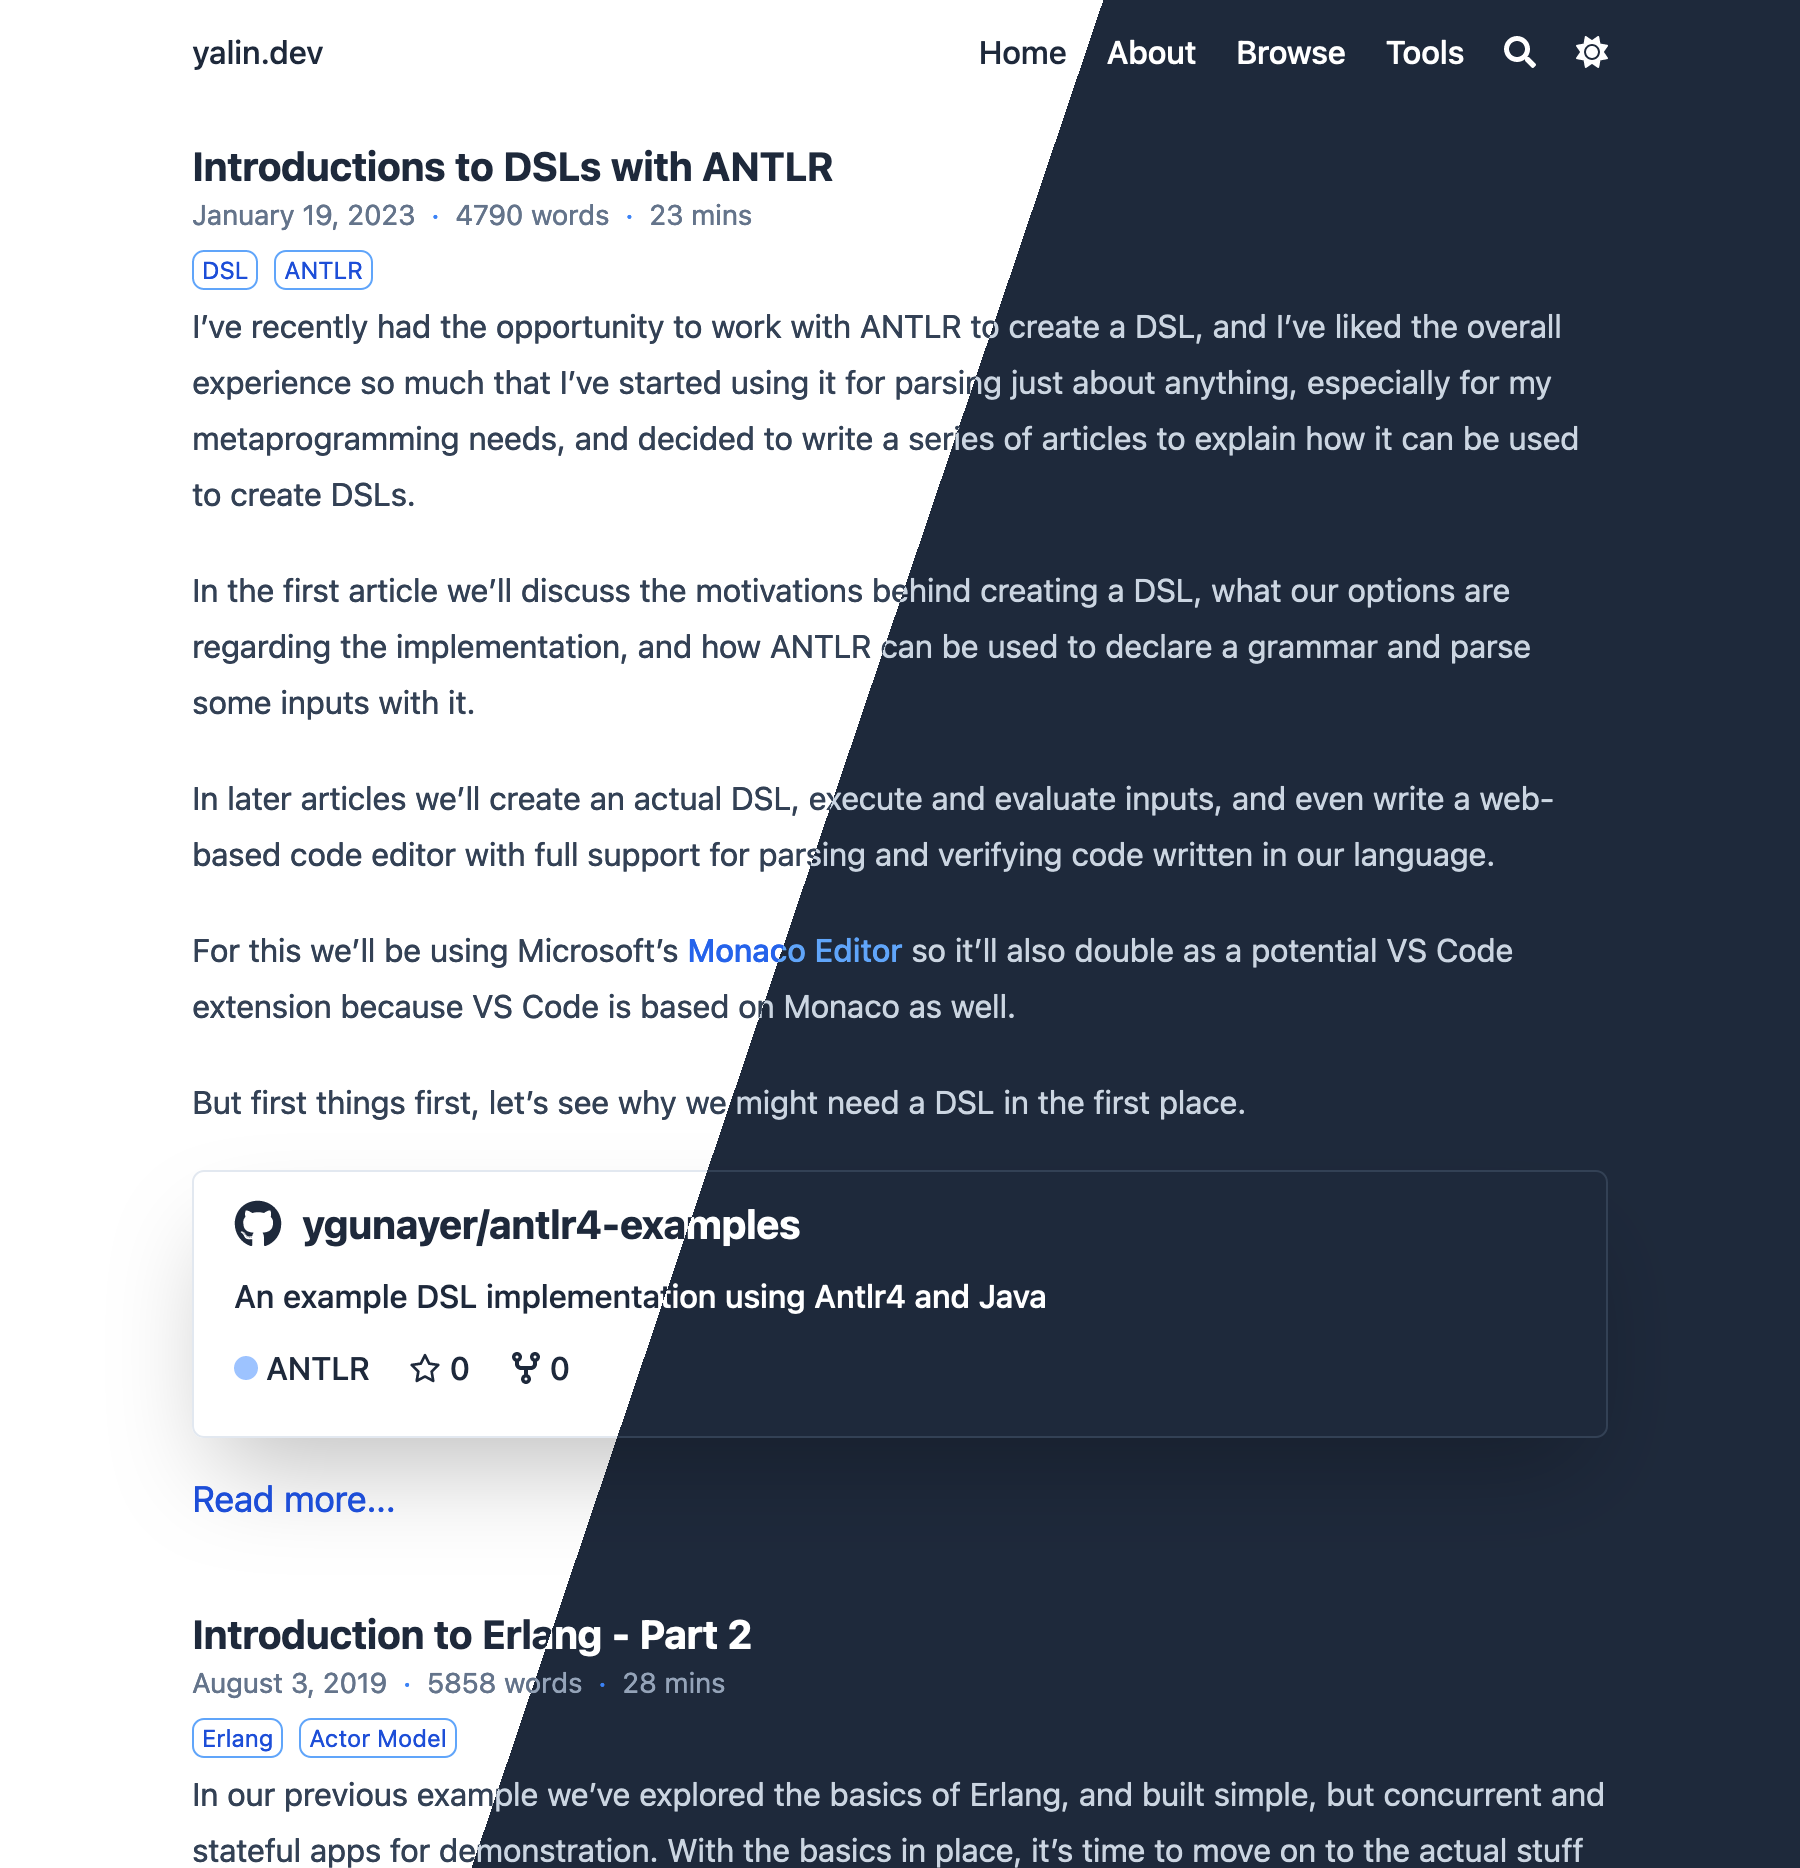 yalin.dev Home About Browse Tools
Introductions to DSLs with ANTLR
January 19, 2023 · 4790 words · 23 mins
DSL ANTLR
I’ve recently had the opportunity to work with ANTLR to create a DSL, and I’ve liked the overall
experience so much that I’ve started using it for parsing just about anything, especially for my
metaprogramming needs, and decided to write a series of articles to explain how it can be used
to create DSLs.
In the first article we’ll discuss the motivations behind creating a DSL, what our options are
regarding the implementation, and how ANTLR can be used to declare a grammar and parse
some inputs with it.
In later articles we’ll create an actual DSL, execute and evaluate inputs, and even write a web-
based code editor with full support for parsing and verifying code written in our language.
For this we’ll be using Microsoft’s Monaco Editor so it’ll also double as a potential VS Code
extension because VS Code is based on Monaco as well.
But first things first, let’s see why we might need a DSL in the first place.
ygunayer/antlr4-examples
An example DSL implementation using Antlr4 and Java
ANTLR 0 0
Read more...
Introduction to Erlang - Part 2
August 3, 2019 · 5858 words · 28 mins
Erlang Actor Model
In our previous example we’ve explored the basics of Erlang, and built simple, but concurrent and
stateful apps for demonstration. With the basics in place, it’s time to move on to the actual stuff